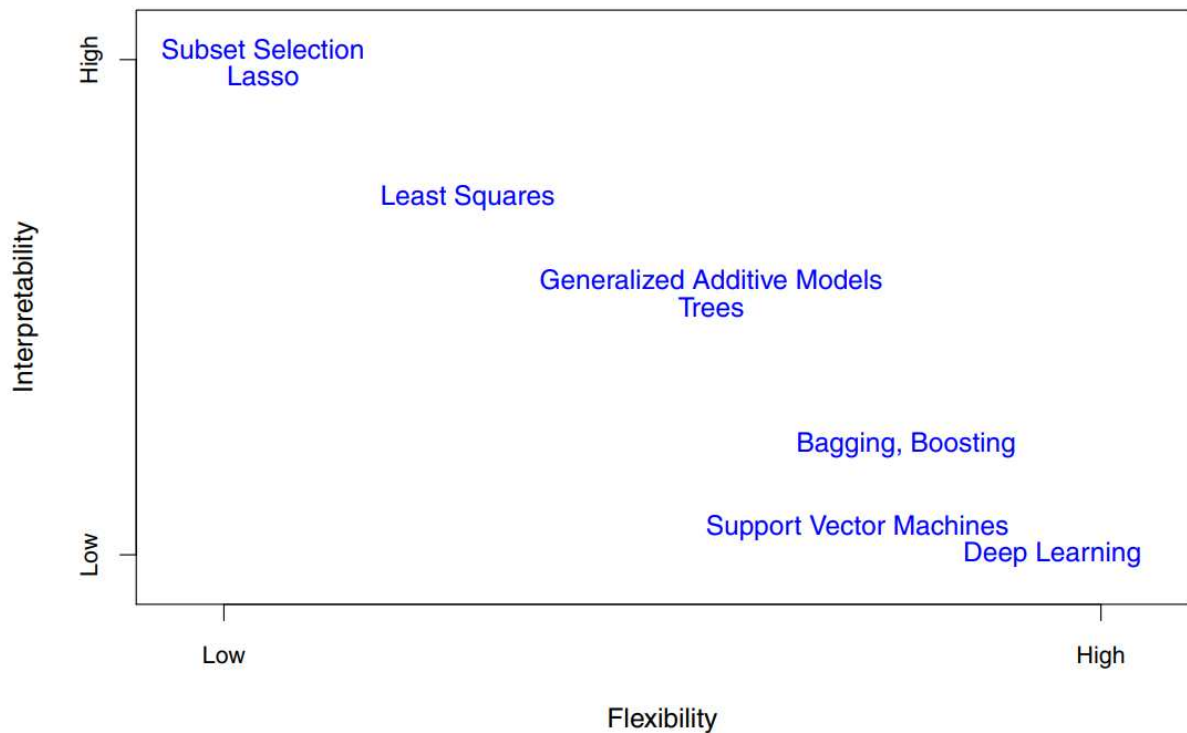 High
Subset Selection
Lasso
Least Squares
Interpretability
Generalized Additive Models
Trees
Bagging, Boosting
Support Vector Machines
Low
Deep Learning
Low
High
Flexibility